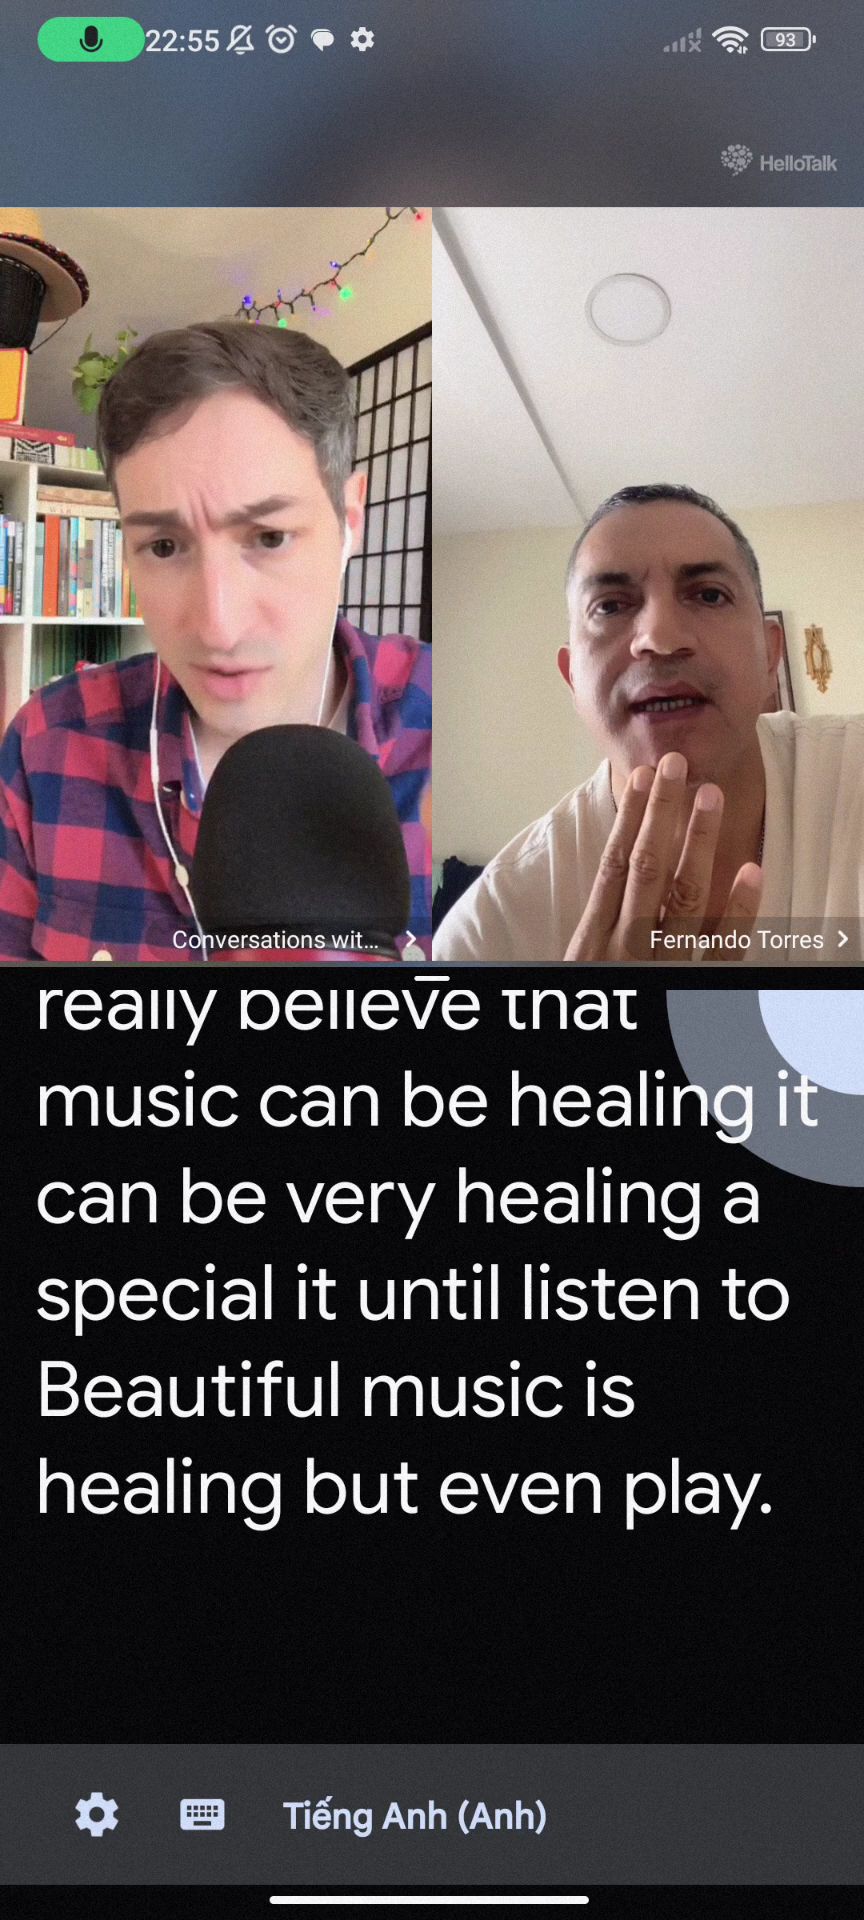 22:55
93
HelloTalk
Conversations wit...
Fernando Torres
really believe that
music can be healing it
can be very healing a
special it until listen to
Beautiful music is
healing but even play.
Tiếng Anh (Anh)